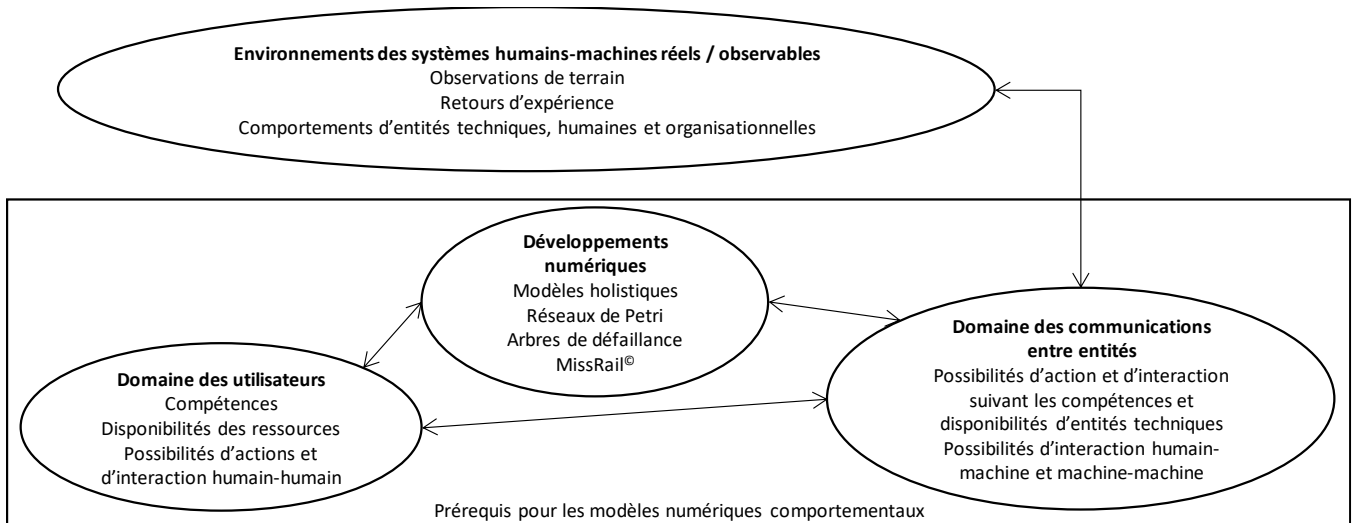 Environnements des systèmes humains-machines réels / observables
Observations de terrain
Retours d'expérience
Comportements d'entités techniques, humaines et organisationnelles
Développements
numériques
Modèles holistiques
Réseaux de Petri
Arbres de défaillance
MissRail©
Domaine des utilisateurs
Compétences
Disponibilités des ressources
Possibilités d'actions et
d'interaction humain-humain
Domaine des communications
entre entités
Possibilités d'action et d'interaction
suivant les compétences et
disponibilités d'entités techniques
Possibilités d'interaction humain-
machine et machine-machine
Prérequis pour les modèles numériques comportementaux